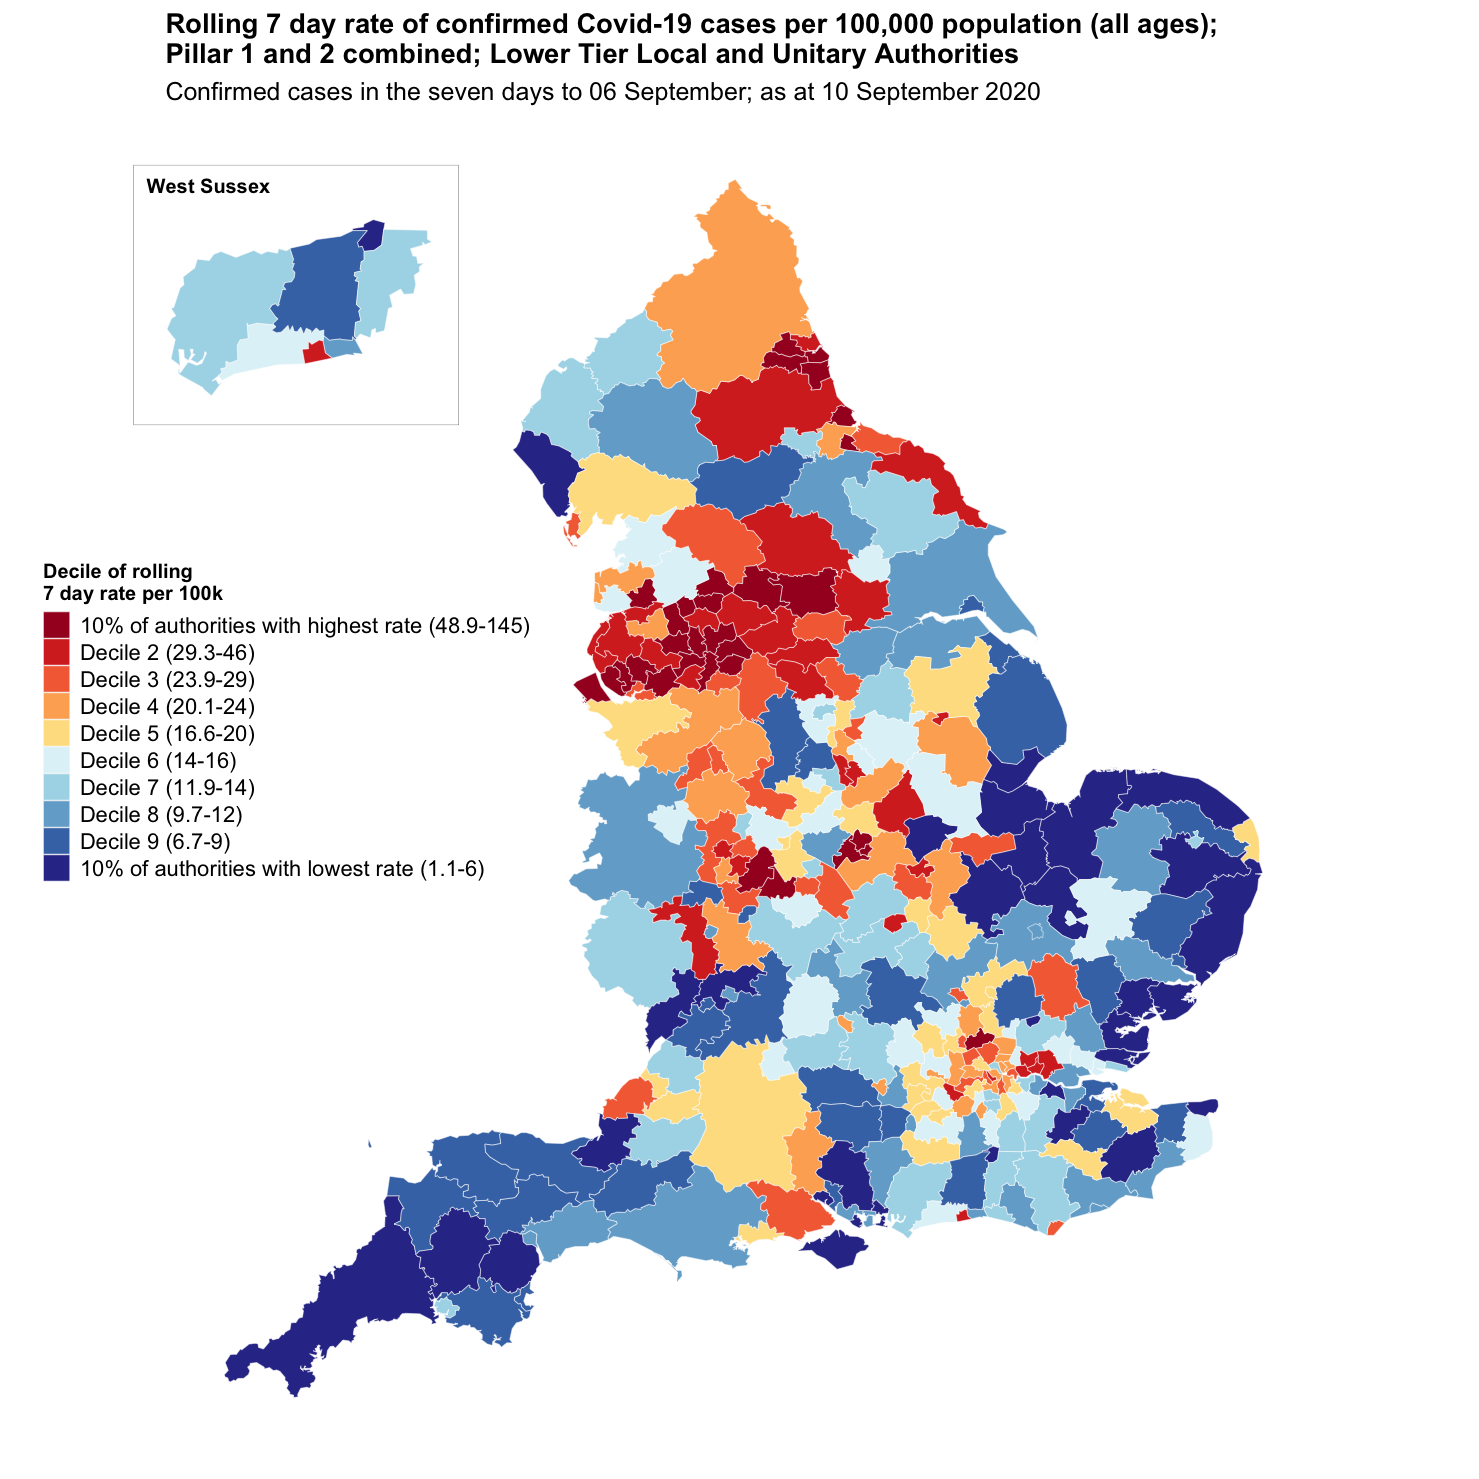 Rolling 7 day rate of confirmed Covid-19 cases per 100,000 population (all ages);
Pillar 1 and 2 combined; Lower Tier Local and Unitary Authorities
Confirmed cases in the seven days to 06 September; as at 10 September 2020
West Sussex
Decile of rolling
7 day rate per 100k
10% of authorities with highest rate (48.9-145)
Decile 2 (29.3-46)
Decile 3 (23.9-29)
Decile 4 (20.1-24)
Decile 5 (16.6-20)
Decile 6 (14-16)
Decile 7 (11.9-14)
Decile 8 (9.7-12)
Decile 9 (6.7-9)
10% of authorities with lowest rate (1.1-6)